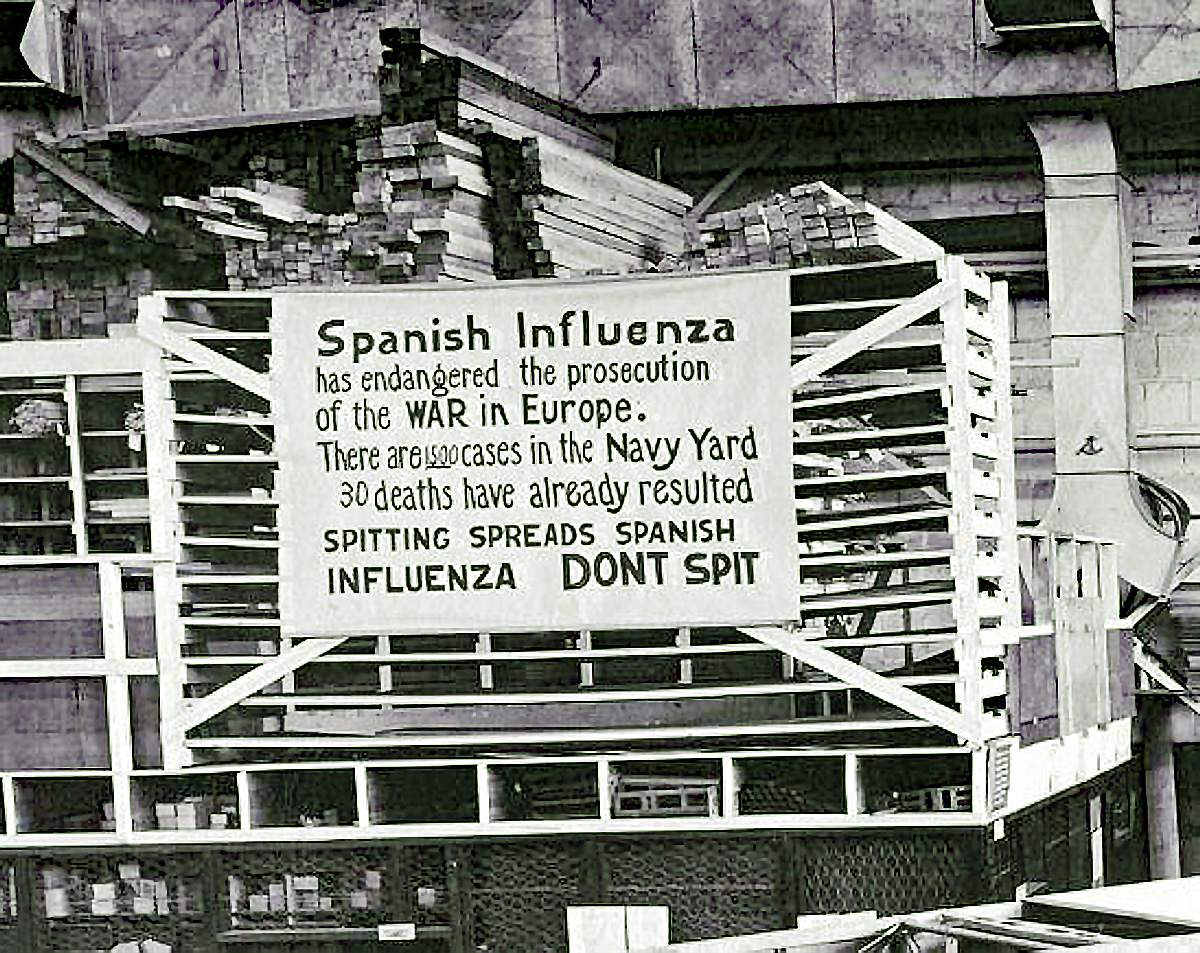 Spanish Influenza
has endangered the prosecution
of the WAR in Europe.
There are 1500 cases in the Navy Yard
30 deaths have already resulted
SPITTING SPREADS SPANISH
INFLUENZA DONT SPIT